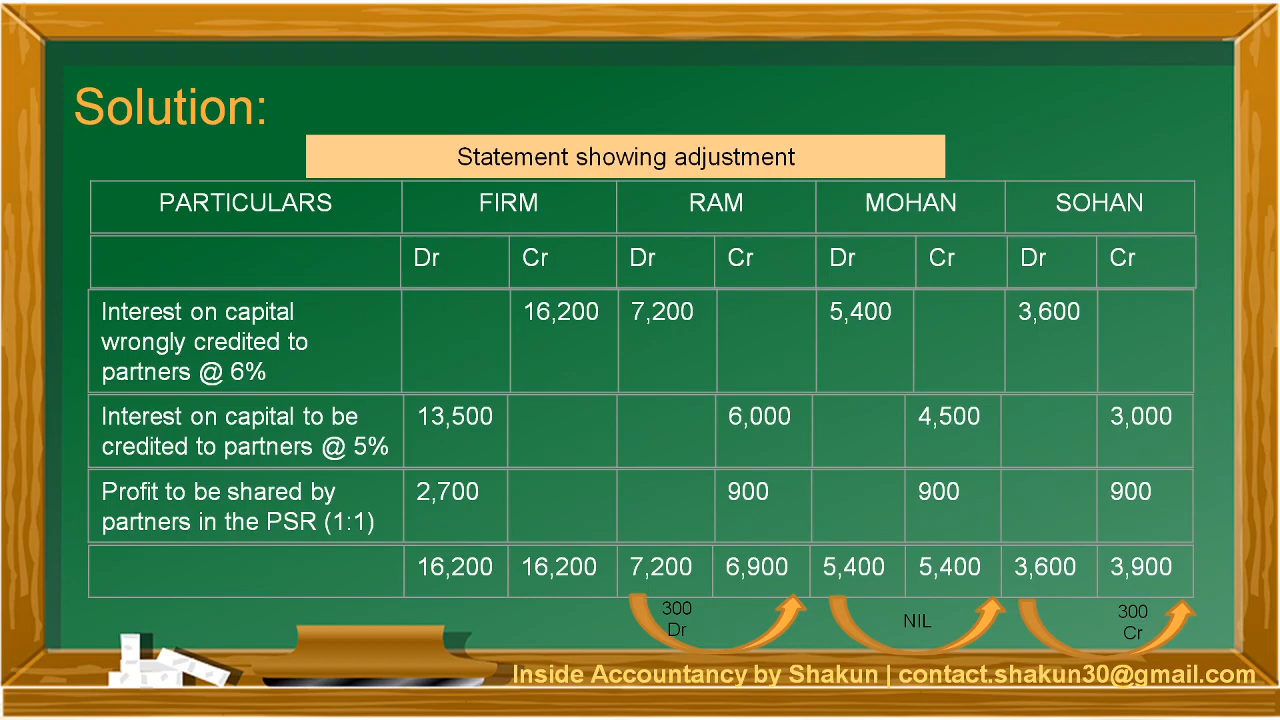 Solution:
Statement showing adjustment
PARTICULARS FIRM RAM MOHAN SOHAN
Dr Cr Dr Cr Dr Cr Dr Cr
Interest on capital 16,200 7,200 5,400 3,600
wrongly credited to
partners @ 6%
Interest on capital to be 13,500 6,000 4,500 3,000
credited to partners @ 5%
Profit to be shared by 2,700 900 900 900
partners in the PSR (1:1)
16,200 16,200 7,200 6,900 5,400 5,400 3,600 3,900
300 Dr
NIL
300 Cr
Inside Accountancy by Shakun | contact.shakun30@gmail.com